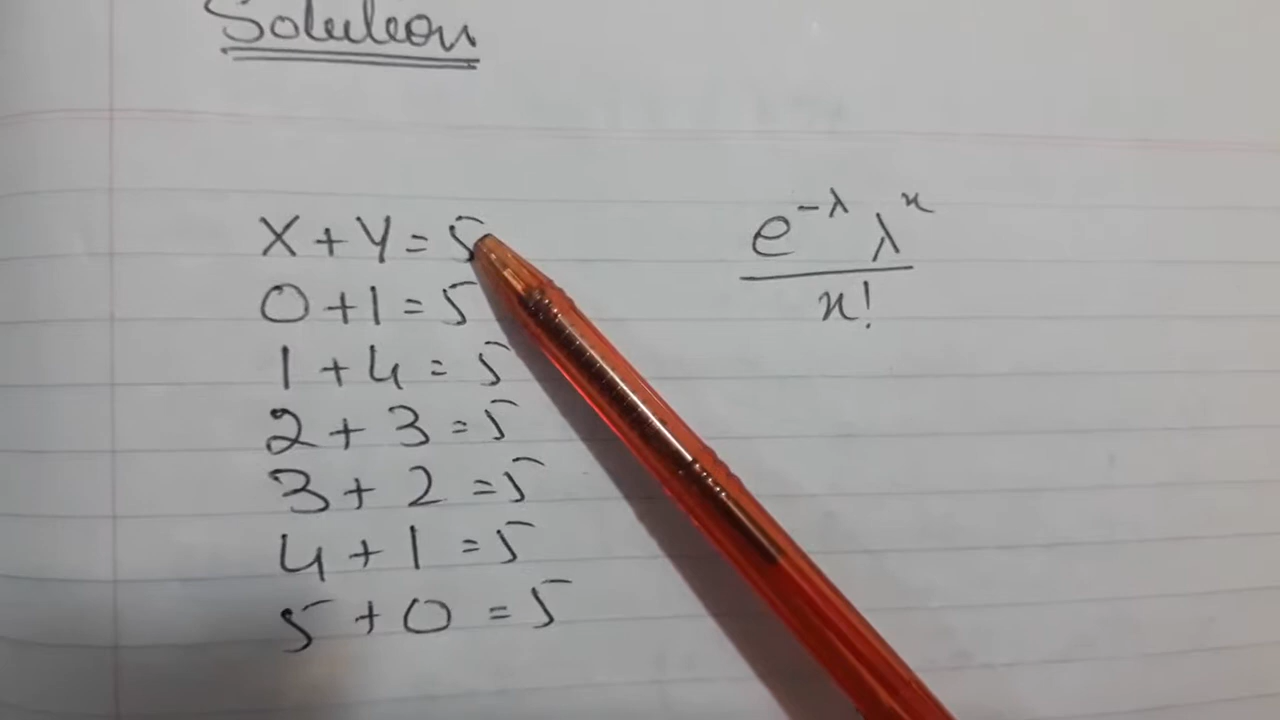 Solution
X + Y = 5
0 + 1 = 5
1 + 4 = 5
2 + 3 = 5
3 + 2 = 5
4 + 1 = 5
5 + 0 = 5
e^{-λ} λ^x
x!